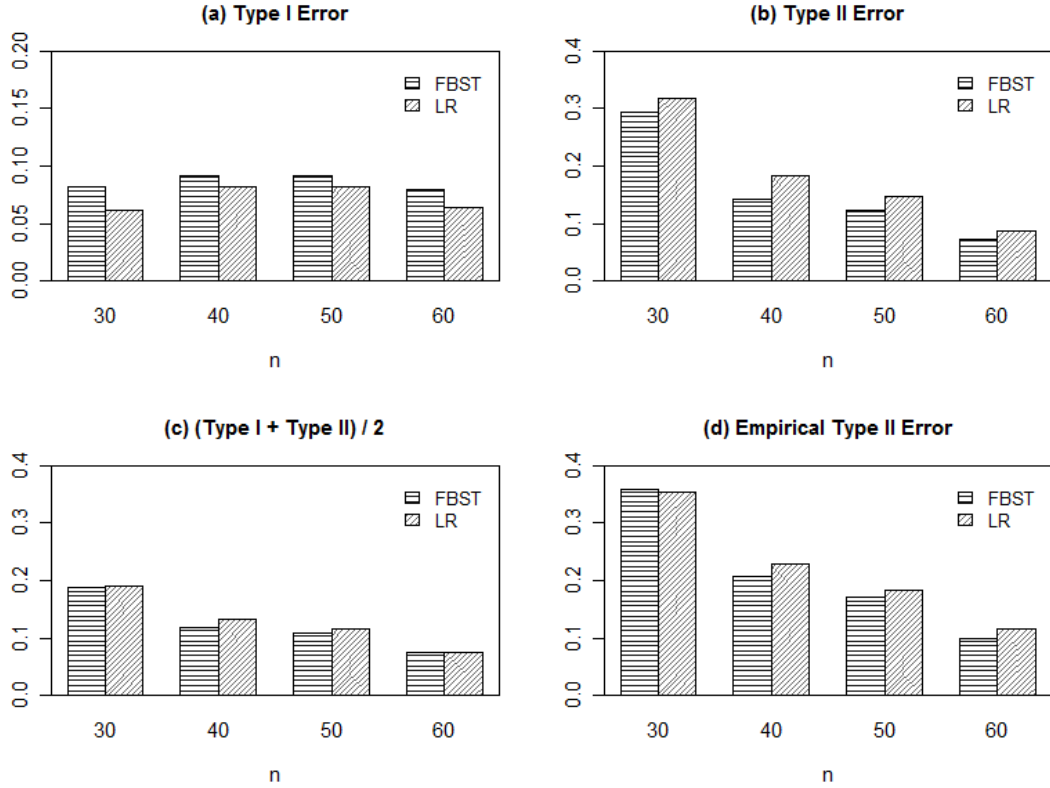 (a) Type I Error
0.00 0.05 0.10 0.15 0.20
FBST
LR
30 40 50 60
n
(b) Type II Error
0.0 0.1 0.2 0.3 0.4
FBST
LR
30 40 50 60
n
(c) (Type I + Type II) / 2
0.0 0.1 0.2 0.3 0.4
FBST
LR
30 40 50 60
n
(d) Empirical Type II Error
0.0 0.1 0.2 0.3 0.4
FBST
LR
30 40 50 60
n